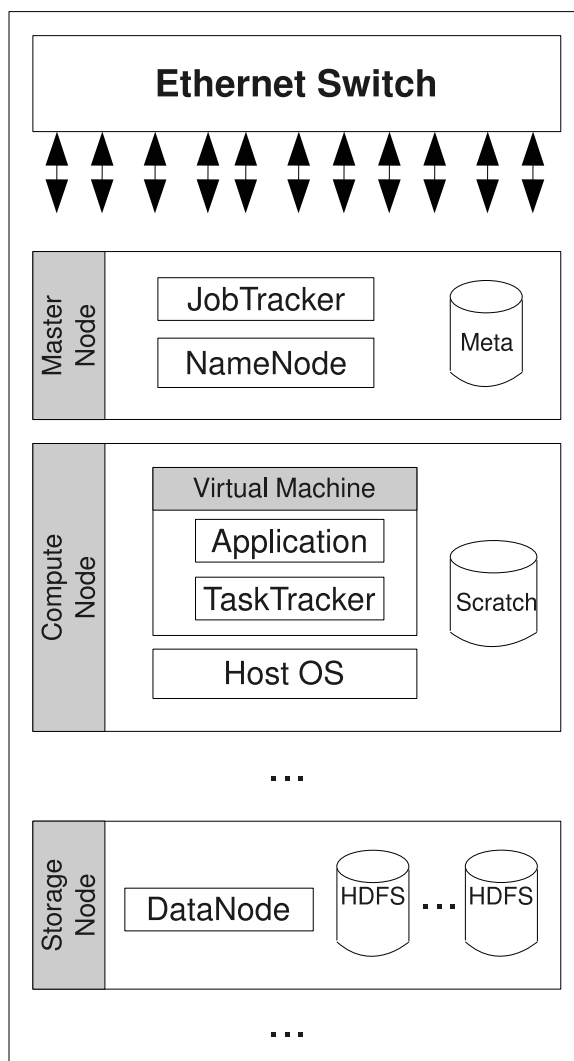 Ethernet Switch
Master
Node
JobTracker
NameNode
Meta
Compute
Node
Virtual Machine
Application
TaskTracker
Host OS
Scratch
...
Storage
Node
DataNode
HDFS
...
HDFS
...